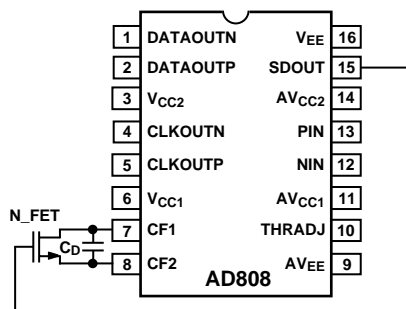 1 DATAOUTN VEE 16
2 DATAOUTP SDOUT 15
3 VCC2 AVCC2 14
4 CLKOUTN PIN 13
5 CLKOUTP NIN 12
6 VCC1 AVCC1 11
N_FET
7 CF1 THRADJ 10
CD
8 CF2 AVEE 9
AD808